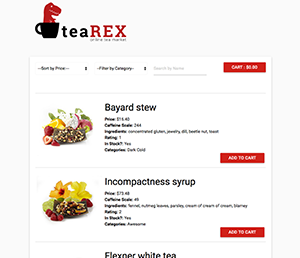 teaREX
online tea market
--Sort by Price--
--Filter by Category--
Search by Name
CART - $0.00
Bayard stew
Price: $16.40
Caffeine Scale: 244
Ingredients: concentrated gluten, jewelry, dill, beetle nut, toast
Rating: 1
In Stock?: Yes
Categories: Dark Cold
ADD TO CART
Incompactness syrup
Price: $73.48
Caffeine Scale: 49
Ingredients: fennel, nutmeg leaves, parsley, cream of cream of cream, blarney
Rating: 2
In Stock?: Yes
Categories: Awesome
ADD TO CART
Flexner white tea